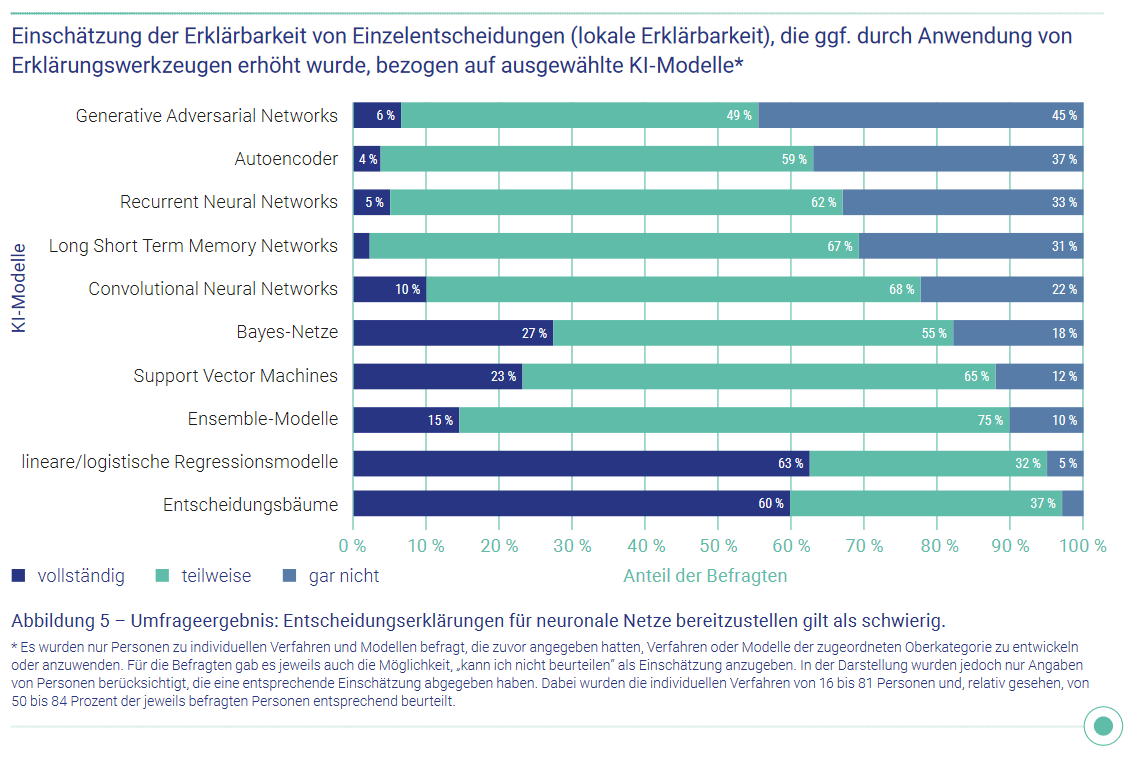 Einschätzung der Erklärbarkeit von Einzelentscheidungen (lokale Erklärbarkeit), die ggf. durch Anwendung von
Erklärungswerkzeugen erhöht wurde, bezogen auf ausgewählte KI-Modelle*
KI-Modelle
Generative Adversarial Networks 6 % 49 % 45 %
Autoencoder 4 % 59 % 37 %
Recurrent Neural Networks 5 % 62 % 33 %
Long Short Term Memory Networks 67 % 31 %
Convolutional Neural Networks 10 % 68 % 22 %
Bayes-Netze 27 % 55 % 18 %
Support Vector Machines 23 % 65 % 12 %
Ensemble-Modelle 15 % 75 % 10 %
lineare/logistische Regressionsmodelle 63 % 32 % 5 %
Entscheidungsbäume 60 % 37 %
0 % 10 % 20 % 30 % 40 % 50 % 60 % 70 % 80 % 90 % 100 %
vollständig teilweise gar nicht Anteil der Befragten
Abbildung 5 – Umfrageergebnis: Entscheidungserklärungen für neuronale Netze bereitzustellen gilt als schwierig.
* Es wurden nur Personen zu individuellen Verfahren und Modellen befragt, die zuvor angegeben hatten, Verfahren oder Modelle der zugeordneten Oberkategorie zu entwickeln
oder anzuwenden. Für die Befragten gab es jeweils auch die Möglichkeit, „kann ich nicht beurteilen“ als Einschätzung anzugeben. In der Darstellung wurden jedoch nur Angaben
von Personen berücksichtigt, die eine entsprechende Einschätzung abgegeben haben. Dabei wurden die individuellen Verfahren von 16 bis 81 Personen und, relativ gesehen, von
50 bis 84 Prozent der jeweils befragten Personen entsprechend beurteilt.